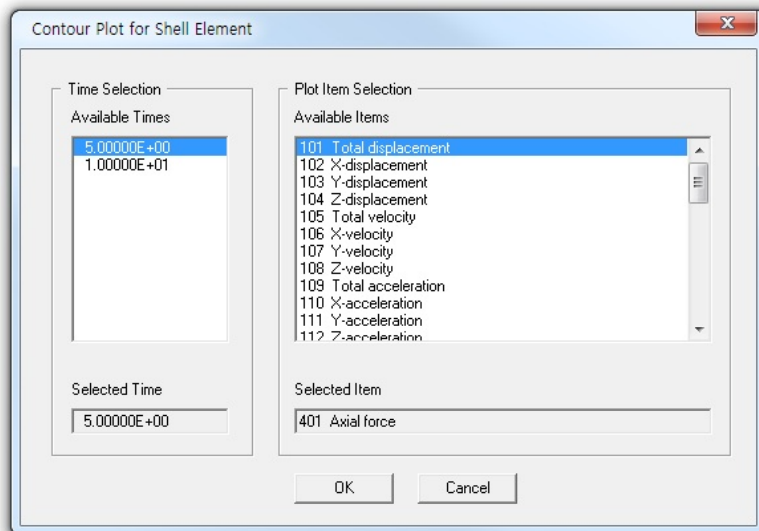 Contour Plot for Shell Element
Time Selection
Available Times
5.00000E+00
1.00000E+01
Selected Time
5.00000E+00
Plot Item Selection
Available Items
101 Total displacement
102 X-displacement
103 Y-displacement
104 Z-displacement
105 Total velocity
106 X-velocity
107 Y-velocity
108 Z-velocity
109 Total acceleration
110 X-acceleration
111 Y-acceleration
112 Z-acceleration
Selected Item
401 Axial force
OK
Cancel